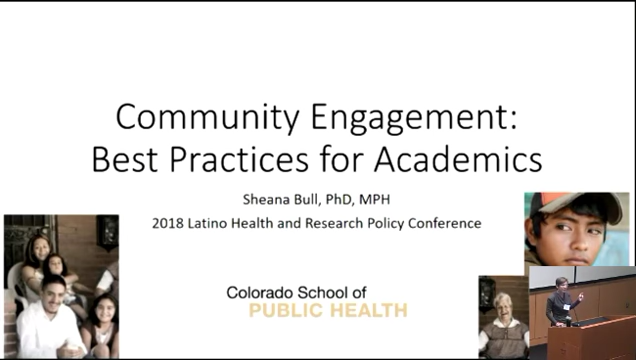 Community Engagement:
Best Practices for Academics
Sheana Bull, PhD, MPH
2018 Latino Health and Research Policy Conference
Colorado School of
PUBLIC HEALTH